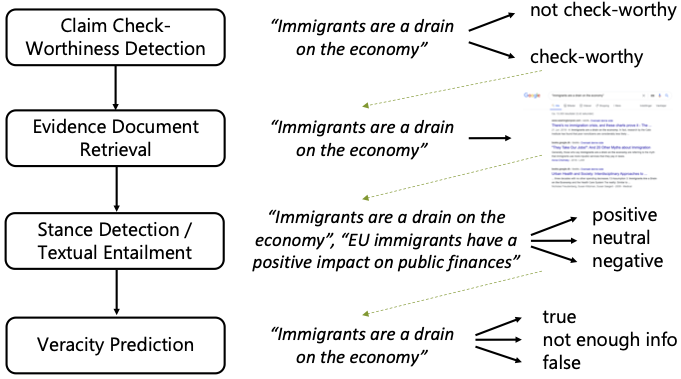 Claim Check-
Worthiness Detection
“Immigrants are a drain
on the economy”
not check-worthy
check-worthy
Evidence Document
Retrieval
“Immigrants are a drain
on the economy”
Google
Stance Detection /
Textual Entailment
“Immigrants are a drain on the
economy”, “EU immigrants have a
positive impact on public finances”
positive
neutral
negative
Veracity Prediction
“Immigrants are a drain
on the economy”
true
not enough info
false